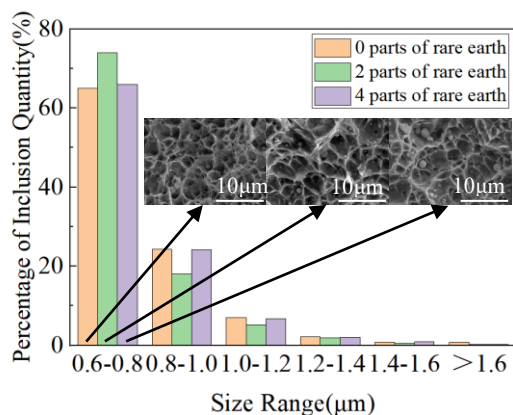 Percentage of Inclusion Quantity(%)
80
60
40
20
0
0 parts of rare earth
2 parts of rare earth
4 parts of rare earth
10μm
10μm
10μm
0.6-0.8
0.8-1.0
1.0-1.2
1.2-1.4
1.4-1.6
＞1.6
Size Range(μm)